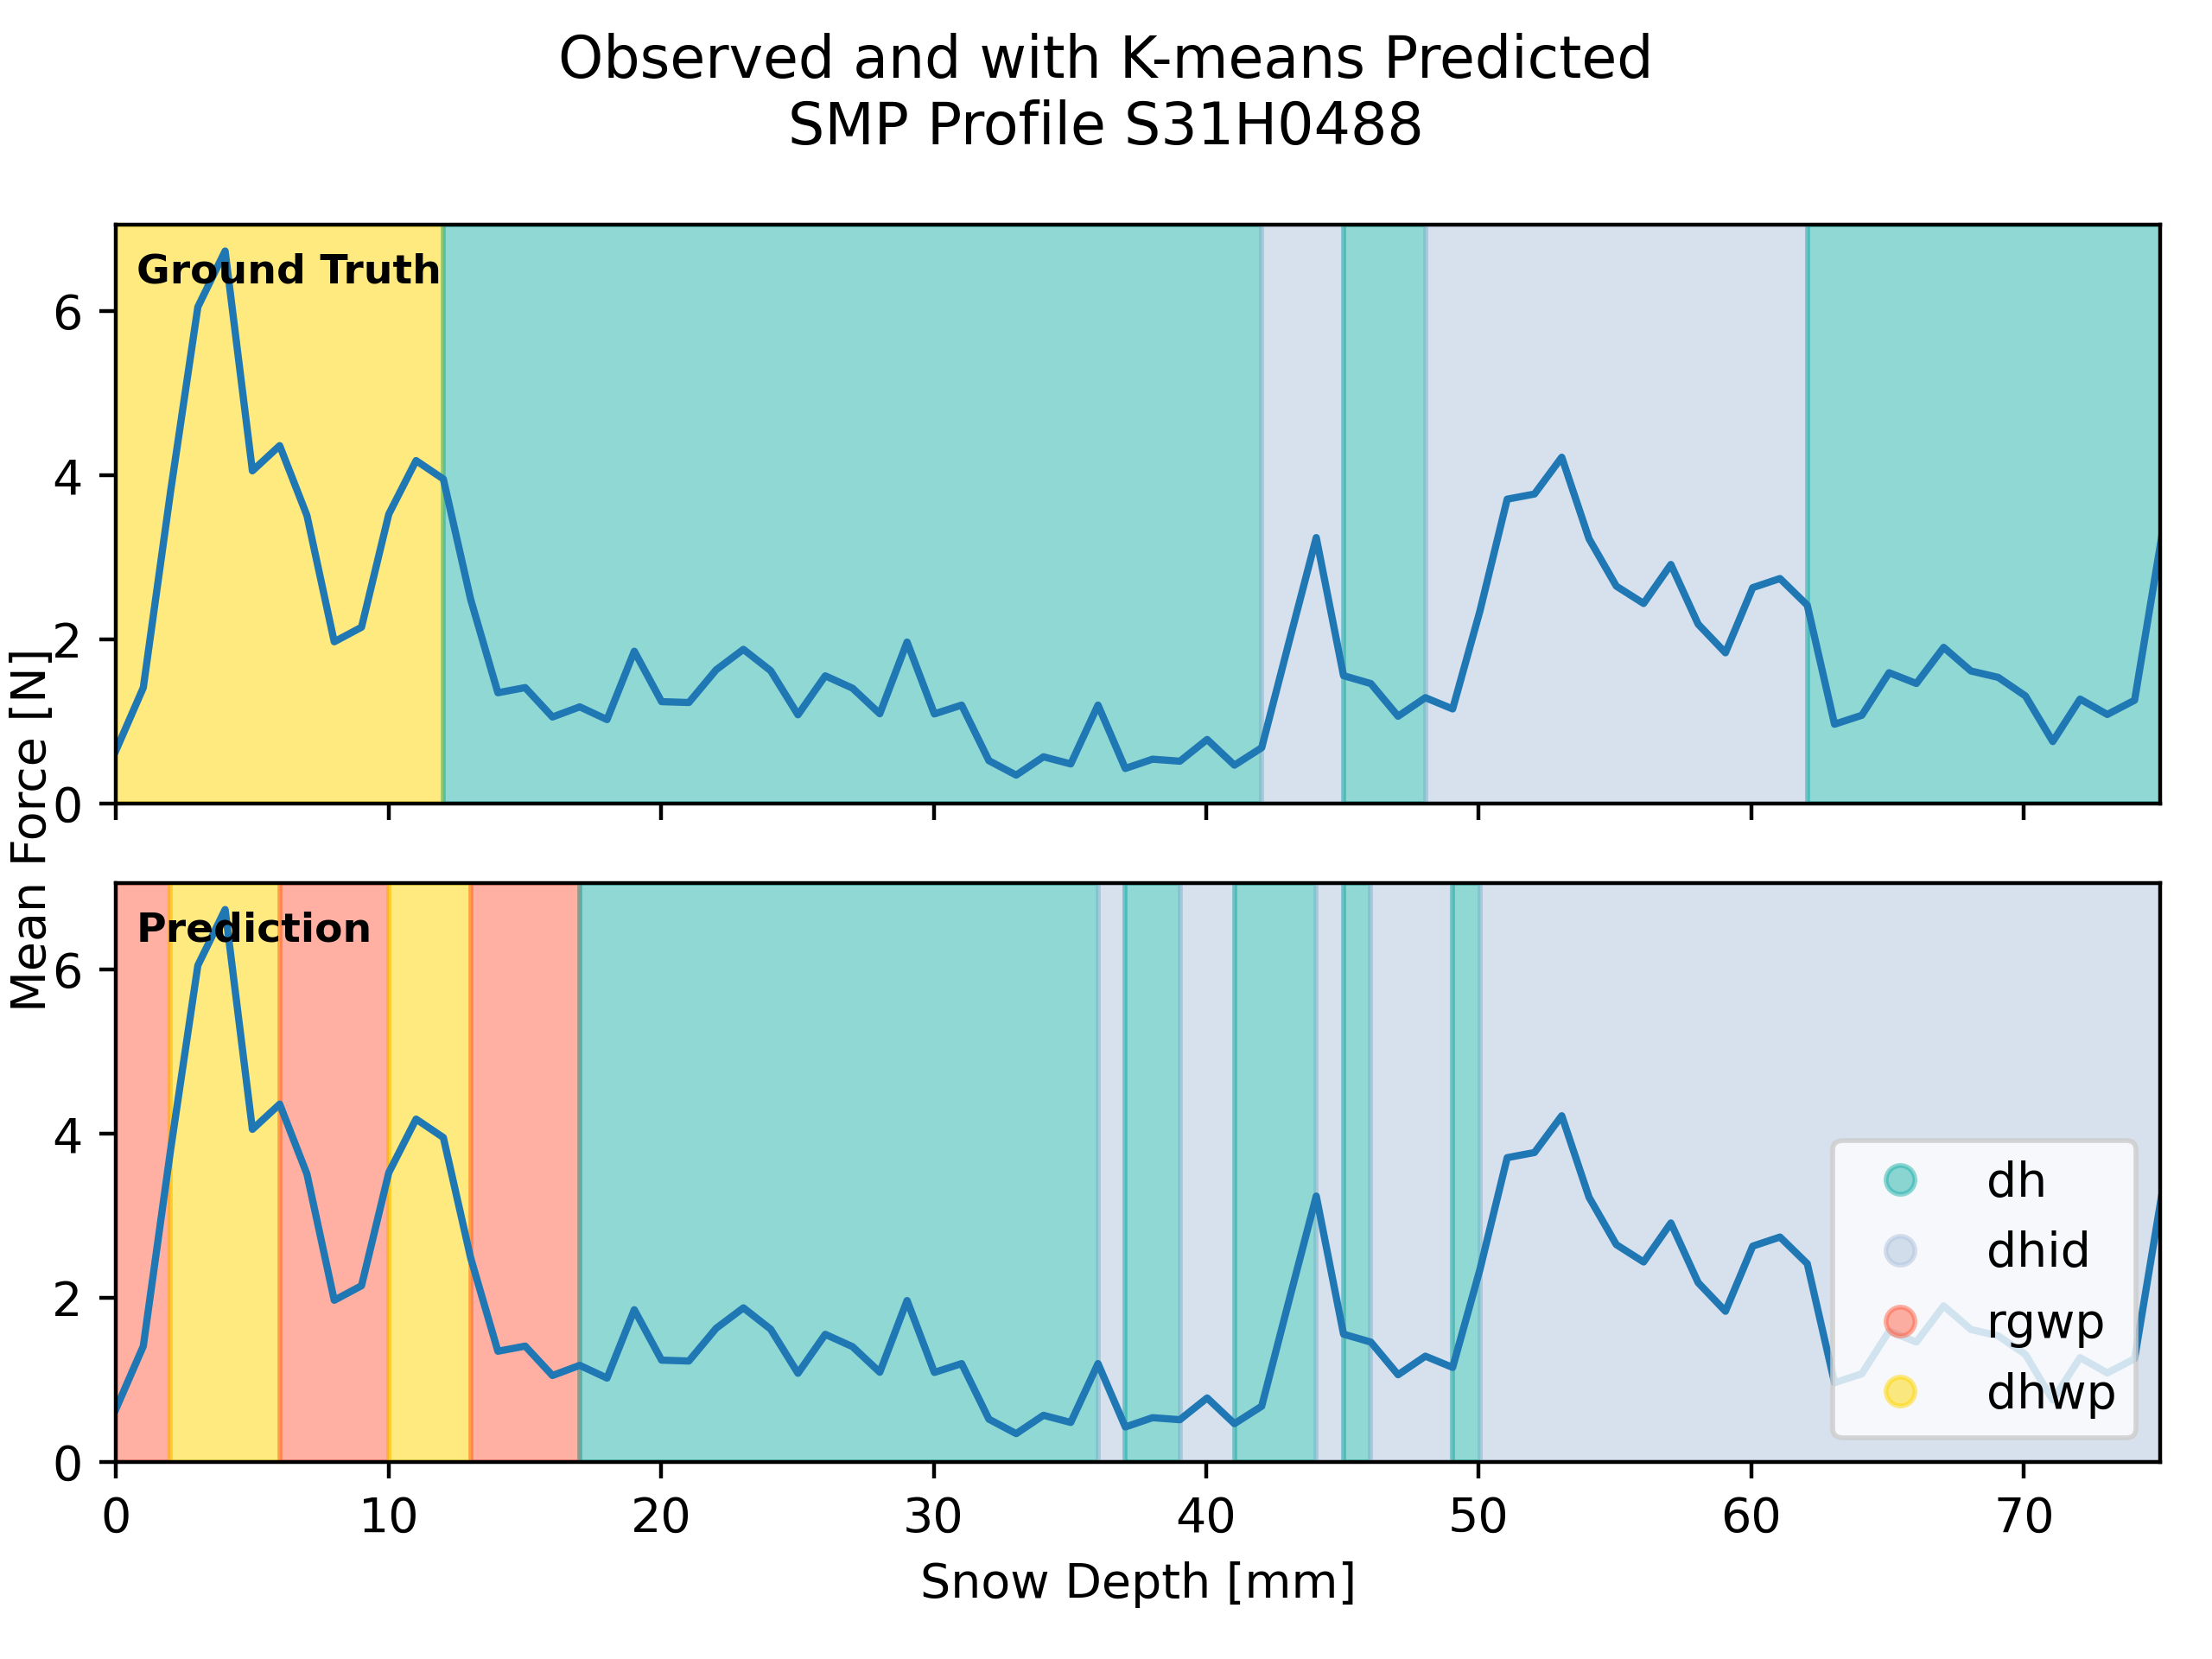 Observed and with K-means Predicted
SMP Profile S31H0488
Ground Truth
6
4
2
0
Mean Force [N]
Prediction
6
4
2
0
dh
dhid
rgwp
dhwp
0 10 20 30 40 50 60 70
Snow Depth [mm]